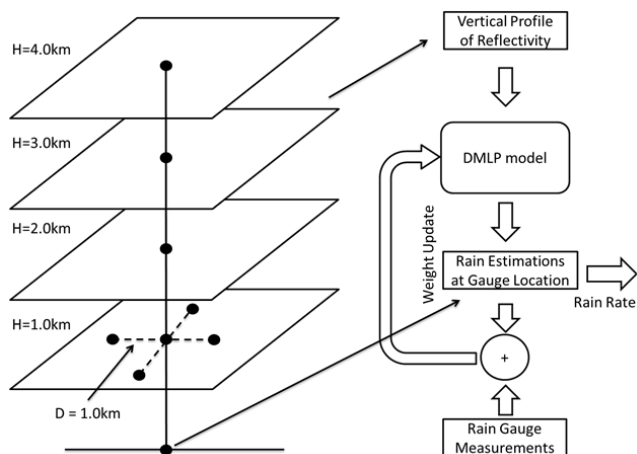 H=4.0km
H=3.0km
H=2.0km
H=1.0km
D = 1.0km
Vertical Profile
of Reflectivity
DMLP model
Weight Update
Rain Estimations
at Gauge Location
Rain Rate
+
Rain Gauge
Measurements